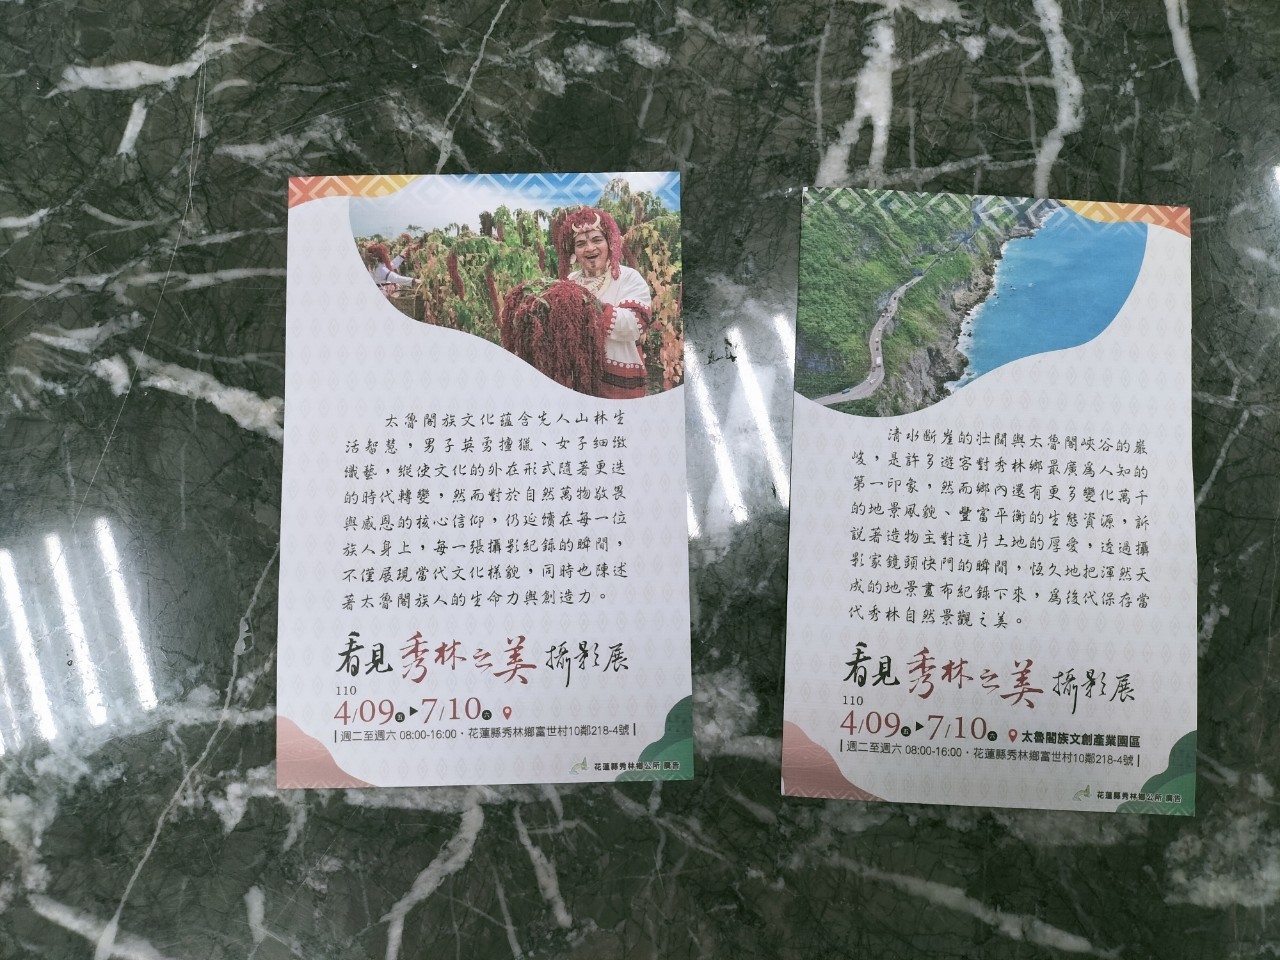 太魯閣族文化蘊含先人山林生
活智慧，男子英勇擅獵、女子細緻
織藝，縱使文化的外在形式隨著更迭
的時代轉變，然而對於自然萬物敬畏
與感恩的核心信仰，仍延續在每一位
族人身上，每一張攝影紀錄的瞬間，
不僅展現當代文化樣貌，同時也陳述
著太魯閣族人的生命力與創造力。
看見秀林之美攝影展
110
4/09五▶7/10六
週二至週六 08:00-16:00．花蓮縣秀林鄉富世村10鄰218-4號
花蓮縣秀林鄉公所 廣告
清水斷崖的壯闊與太魯閣峽谷的巖
峻，是許多遊客對秀林鄉最廣為人知的
第一印象，然而鄉內還有更多變化萬千
的地景風貌、豐富平衡的生態資源，訴
說著造物主對這片土地的厚愛，透過攝
影家鏡頭快門的瞬間，恆久地把渾然天
成的地景畫布紀錄下來，為後代保存當
代秀林自然景觀之美。
看見秀林之美攝影展
110
4/09五▶7/10六 太魯閣族文創產業園區
週二至週六 08:00-16:00．花蓮縣秀林鄉富世村10鄰218-4號
花蓮縣秀林鄉公所 廣告